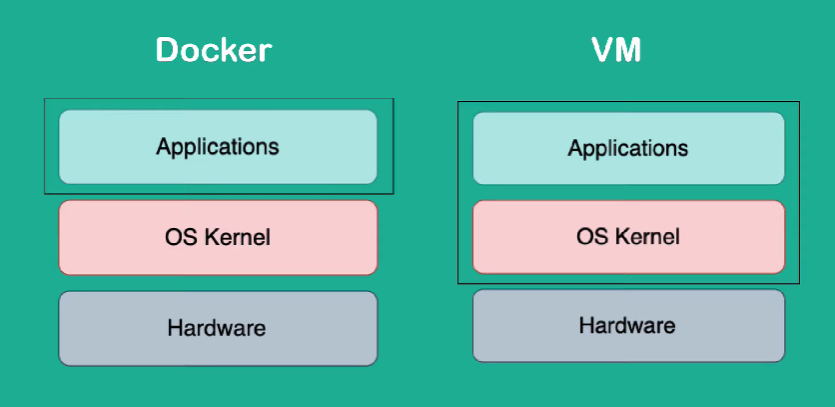 Docker
VM
Applications
Applications
OS Kernel
OS Kernel
Hardware
Hardware